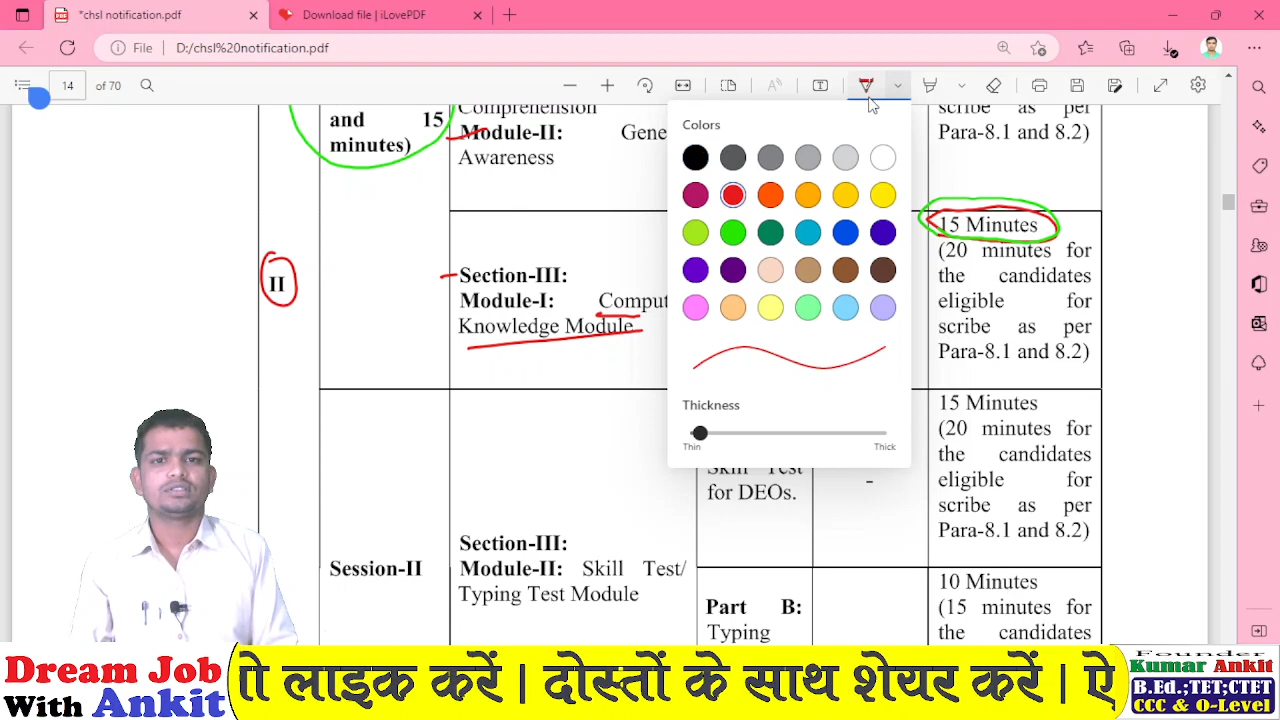 *chsl notification.pdf
Download file | iLovePDF
File
D:/chsl%20notification.pdf
14
of 70
Colors
Thickness
Thin
Thick
and 15
minutes)
Comprehension
Module-II: Gene
Awareness
scribe as per
Para-8.1 and 8.2)
II
Section-III:
Module-I: Comput
Knowledge Module
15 Minutes
(20 minutes for
the candidates
eligible for
scribe as per
Para-8.1 and 8.2)
Session-II
Section-III:
Module-II: Skill Test/
Typing Test Module
Skill Test
for DEOs.
-
15 Minutes
(20 minutes for
the candidates
eligible for
scribe as per
Para-8.1 and 8.2)
Part B:
Typing
10 Minutes
(15 minutes for
the candidates
Dream Job
With Ankit
लाइक करें | दोस्तों के साथ शेयर करें | ऐ
Founder
Kumar Ankit
B.Ed.;TET;CTET
CCC & O-Level